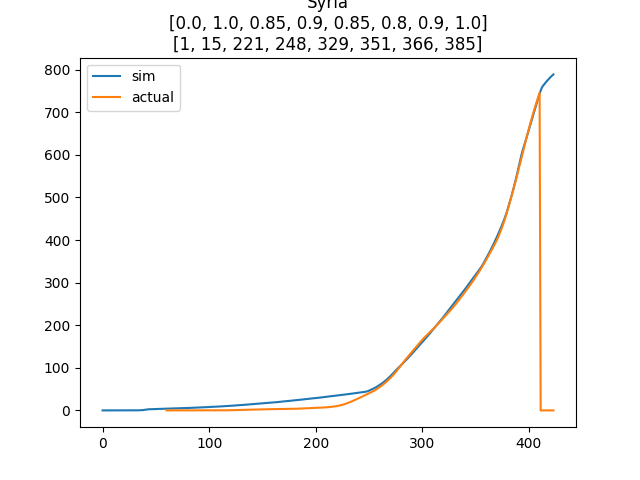 Syria
[0.0, 1.0, 0.85, 0.9, 0.85, 0.8, 0.9, 1.0]
[1, 15, 221, 248, 329, 351, 366, 385]
sim
actual
800
700
600
500
400
300
200
100
0
0 100 200 300 400